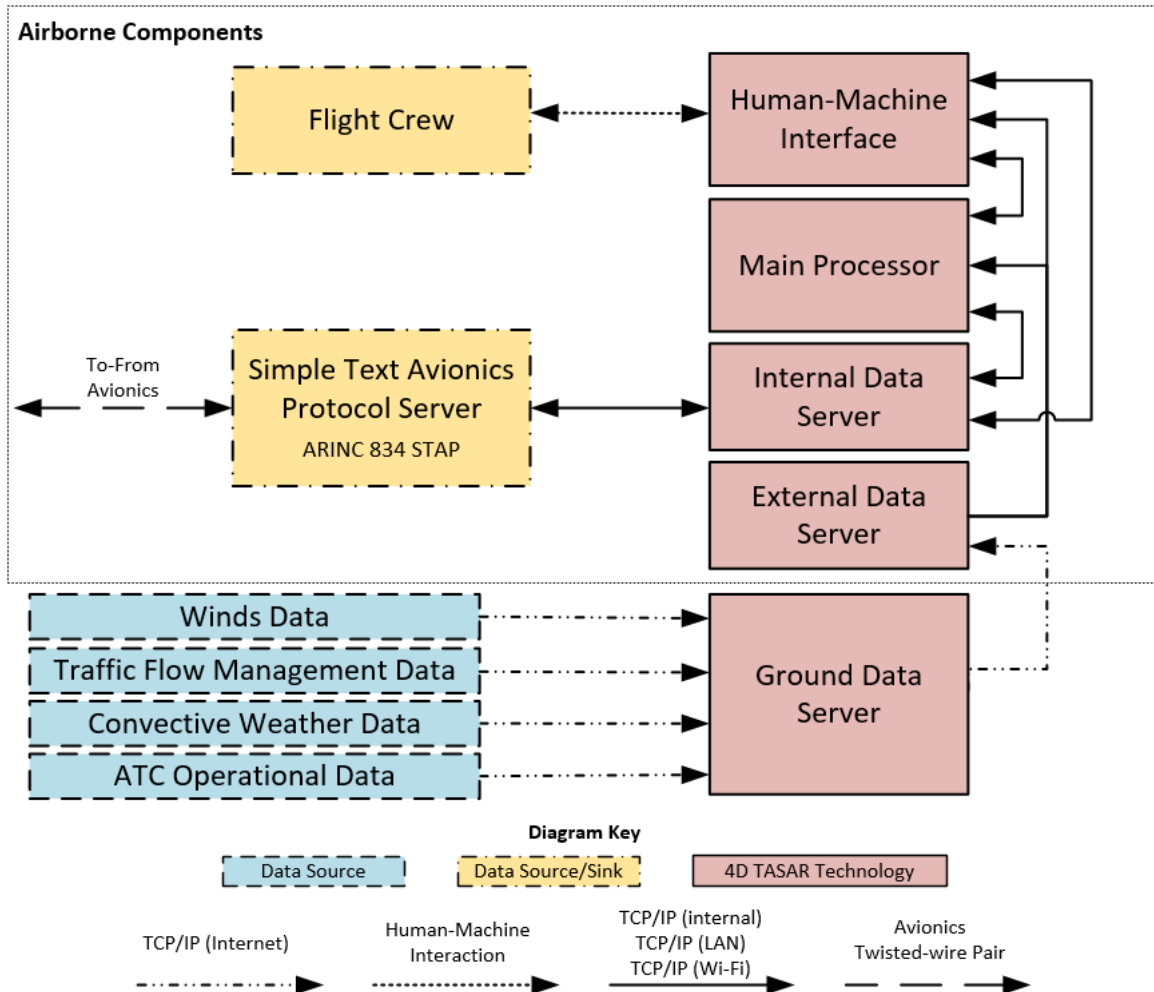 Airborne Components
Flight Crew
Human-Machine
Interface
Main Processor
To-From
Avionics
Simple Text Avionics
Protocol Server
ARINC 834 STAP
Internal Data
Server
External Data
Server
Winds Data
Traffic Flow Management Data
Convective Weather Data
ATC Operational Data
Ground Data
Server
Diagram Key
Data Source
Data Source/Sink
4D TASAR Technology
TCP/IP (Internet)
Human-Machine
Interaction
TCP/IP (internal)
TCP/IP (LAN)
TCP/IP (Wi-Fi)
Avionics
Twisted-wire Pair